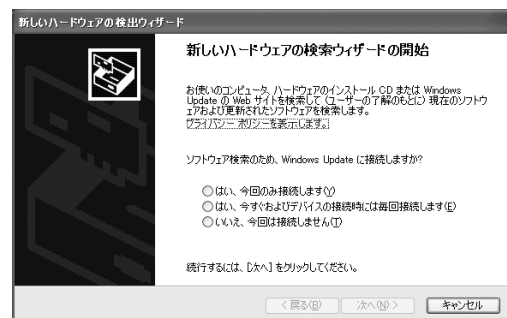 新しいハードウェアの検出ウィザード
新しいハードウェアの検索ウィザードの開始
お使いのコンピュータ、ハードウェアのインストール CD または Windows
Update の Web サイトを検索して (ユーザーの了解のもとに) 現在のソフトウ
ェアおよび更新されたソフトウェアを検索します。
プライバシー ポリシーを表示します。
ソフトウェア検索のため、Windows Update に接続しますか?
はい、今回のみ接続します(Y)
はい、今すぐおよびデバイスの接続時には毎回接続します(E)
いいえ、今回は接続しません(T)
続行するには、[次へ] をクリックしてください。
< 戻る(B) 次へ(N) > キャンセル